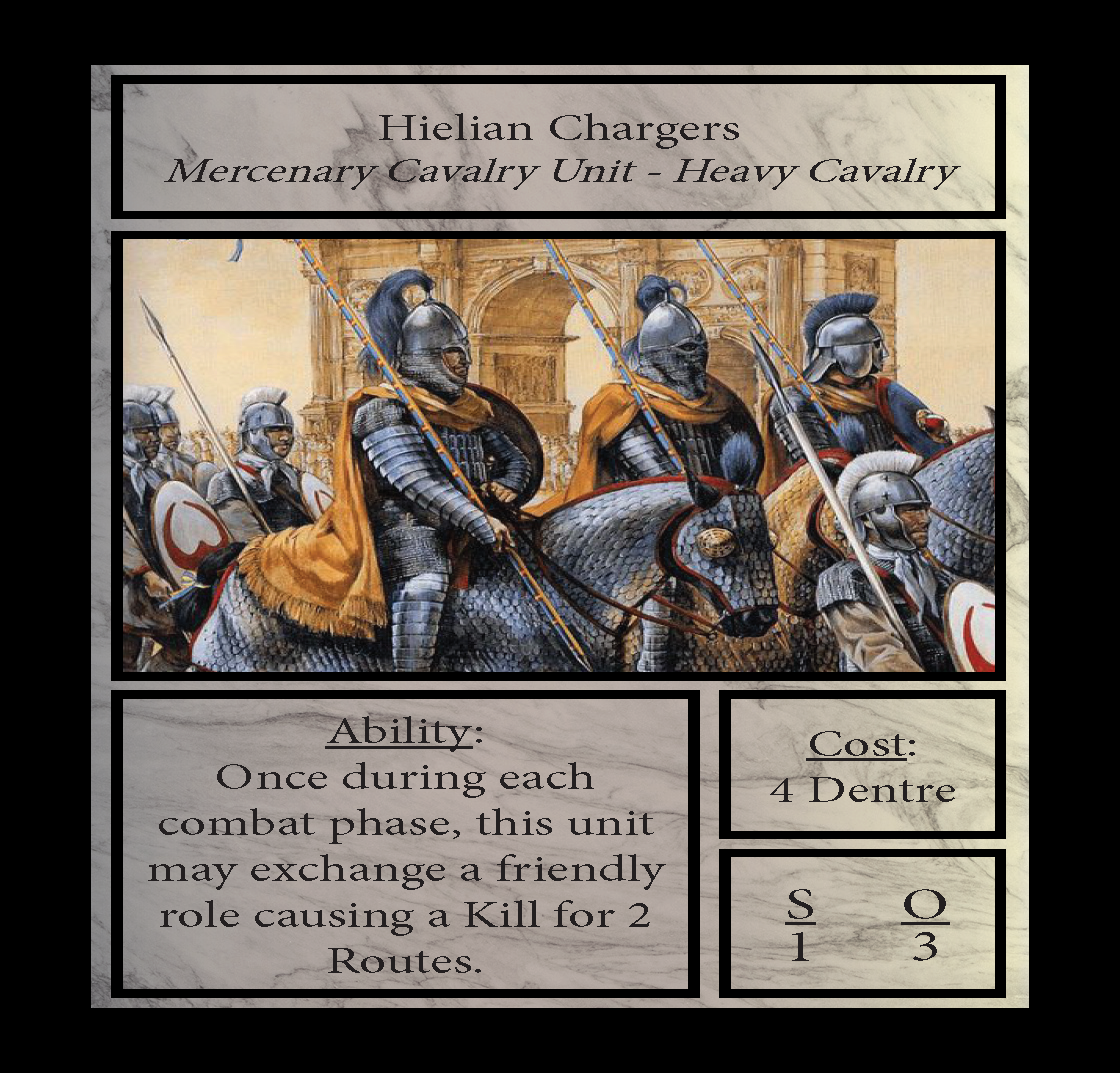 Hielian Chargers
Mercenary Cavalry Unit - Heavy Cavalry
Ability:
Once during each
combat phase, this unit
may exchange a friendly
role causing a Kill for 2
Routes.
Cost:
4 Dentre
S O
1 3